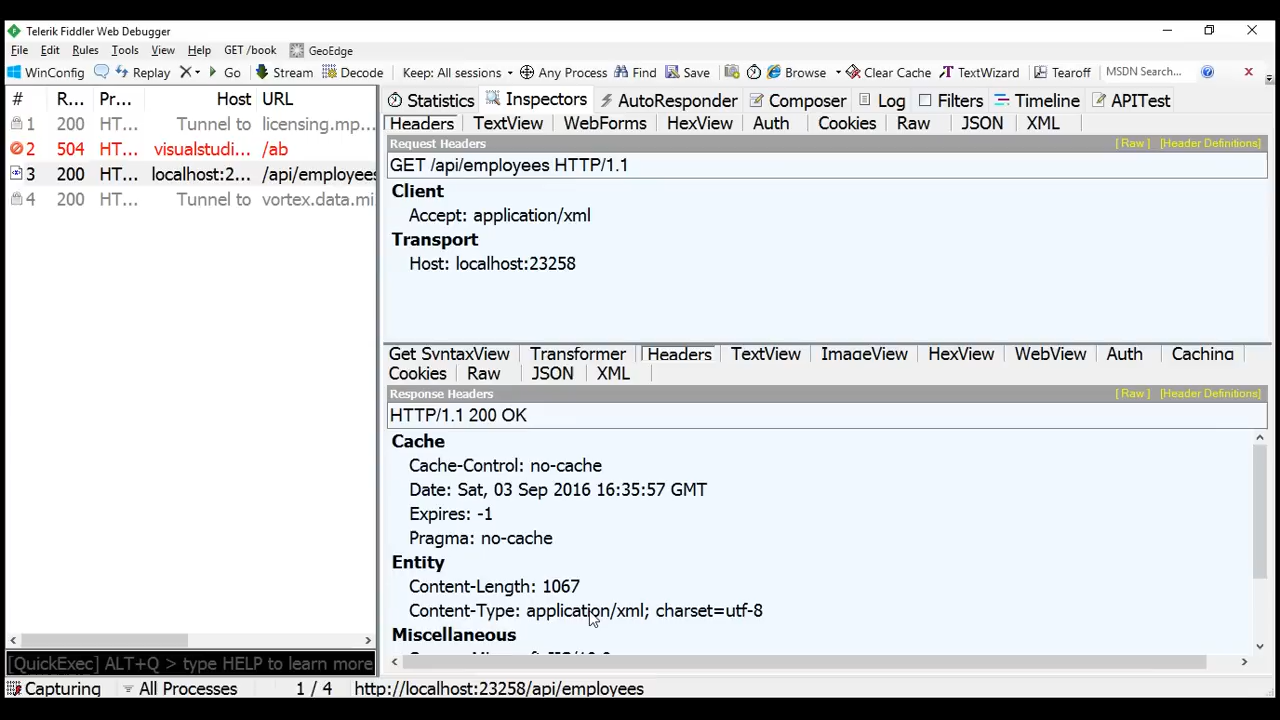 Telerik Fiddler Web Debugger
File Edit Rules Tools View Help GET /book GeoEdge
WinConfig Replay Go Stream Decode Keep: All sessions Any Process Find Save Browse Clear Cache TextWizard Tearoff MSDN Search...
# R... Pr... Host URL
1 200 HT... Tunnel to licensing.mp...
2 504 HT... visualstudi... /ab
3 200 HT... localhost:2... /api/employees
4 200 HT... Tunnel to vortex.data.mi...
[QuickExec] ALT+Q > type HELP to learn more
Statistics Inspectors AutoResponder Composer Log Filters Timeline APITest
Headers TextView WebForms HexView Auth Cookies Raw JSON XML
Request Headers [ Raw ] [Header Definitions]
GET /api/employees HTTP/1.1
Client
Accept: application/xml
Transport
Host: localhost:23258
Get SyntaxView Transformer Headers TextView ImageView HexView WebView Auth Caching
Cookies Raw JSON XML
Response Headers [ Raw ] [Header Definitions]
HTTP/1.1 200 OK
Cache
Cache-Control: no-cache
Date: Sat, 03 Sep 2016 16:35:57 GMT
Expires: -1
Pragma: no-cache
Entity
Content-Length: 1067
Content-Type: application/xml; charset=utf-8
Miscellaneous
Capturing All Processes 1 / 4 http://localhost:23258/api/employees